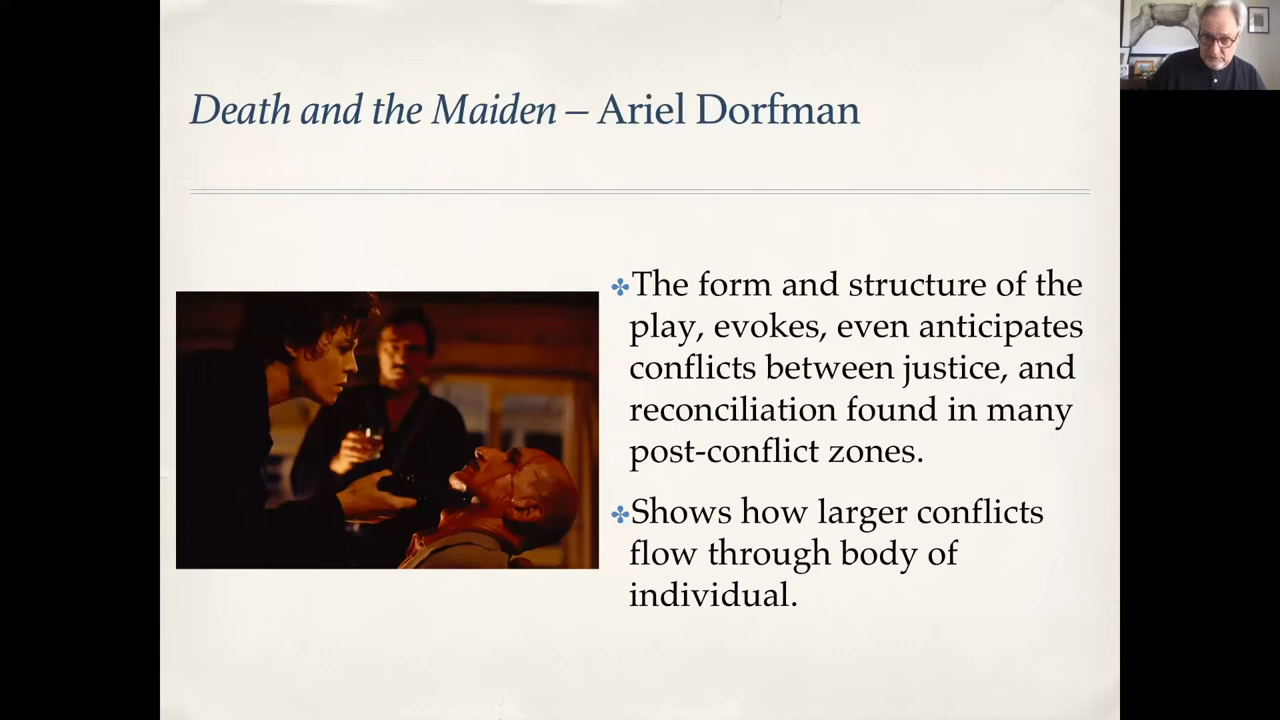 Death and the Maiden – Ariel Dorfman
The form and structure of the
play, evokes, even anticipates
conflicts between justice, and
reconciliation found in many
post-conflict zones.
Shows how larger conflicts
flow through body of
individual.